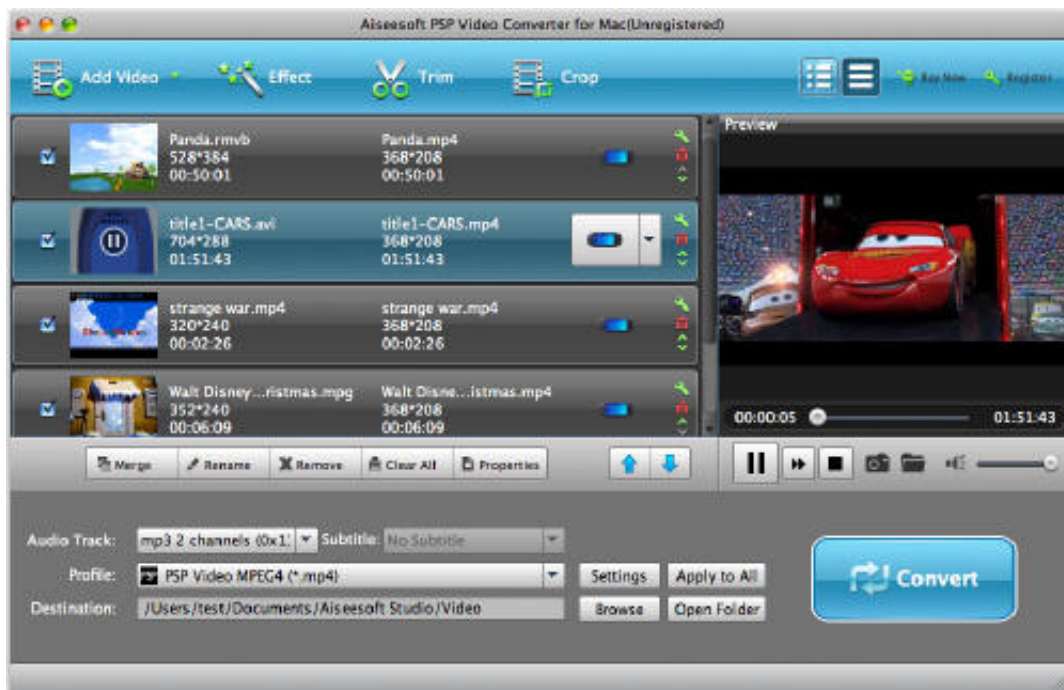 Aiseesoft PSP Video Converter for Mac(Unregistered)
Add Video
Effect
Trim
Crop
Buy Now
Register
Panda.rmvb
528*384
00:50:01
Panda.mp4
368*208
00:50:01
title1-CARS.avi
704*288
01:51:43
title1-CARS.mp4
368*208
01:51:43
strange war.mp4
320*240
00:02:26
strange war.mp4
368*208
00:02:26
Walt Disney...ristmas.mpg
352*240
00:06:09
Walt Disne...istmas.mp4
368*208
00:06:09
Preview
00:00:05
01:51:43
Merge
Rename
Remove
Clear All
Properties
Audio Track:
mp3 2 channels (0x1:
Subtitle:
No Subtitle
Profile:
PSP Video MPEG4 (*.mp4)
Settings
Apply to All
Destination:
/Users/test/Documents/Aiseesoft Studio/Video
Browse
Open Folder
Convert